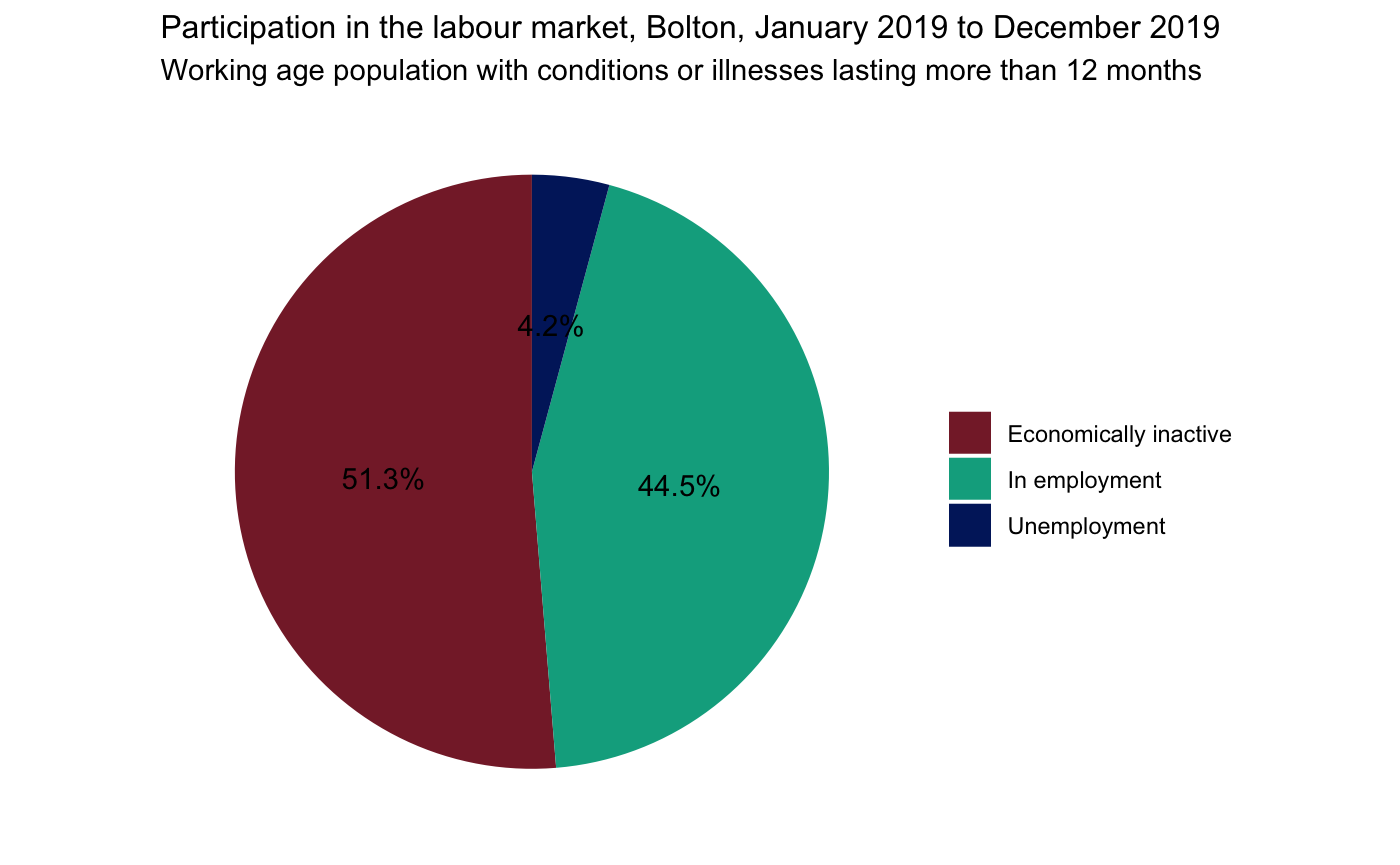 Participation in the labour market, Bolton, January 2019 to December 2019
Working age population with conditions or illnesses lasting more than 12 months
4.2%
51.3%
44.5%
Economically inactive
In employment
Unemployment